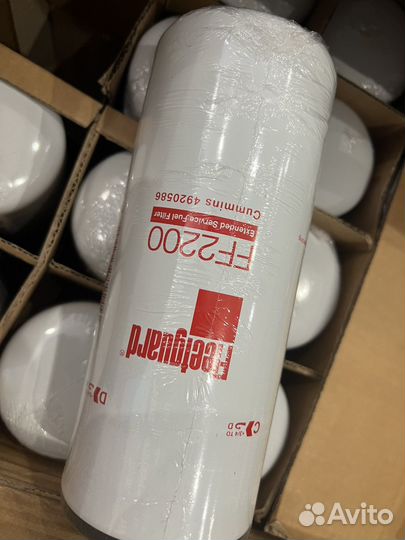 Fleetguard®
FF2200
Extended Service Fuel Filter
Cummins 4920586
Avito